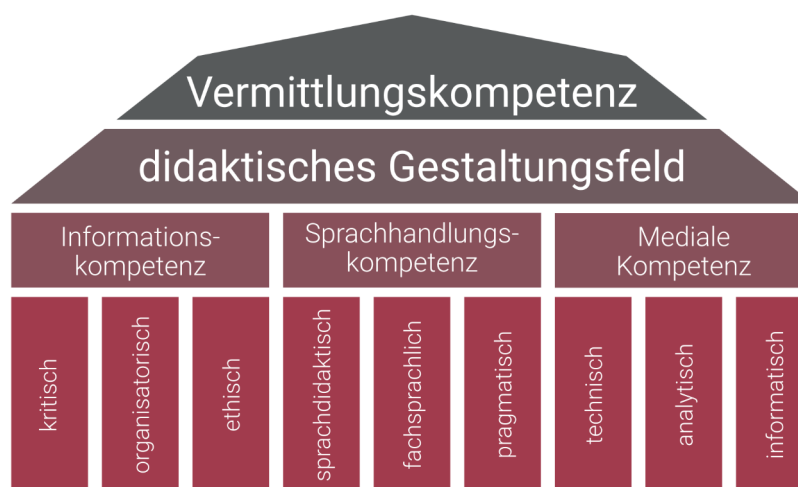 Vermittlungskompetenz
didaktisches Gestaltungsfeld
Informations-
kompetenz
Sprachhandlungs-
kompetenz
Mediale
Kompetenz
kritisch
organisatorisch
ethisch
sprachdidaktisch
fachsprachlich
pragmatisch
technisch
analytisch
informatisch